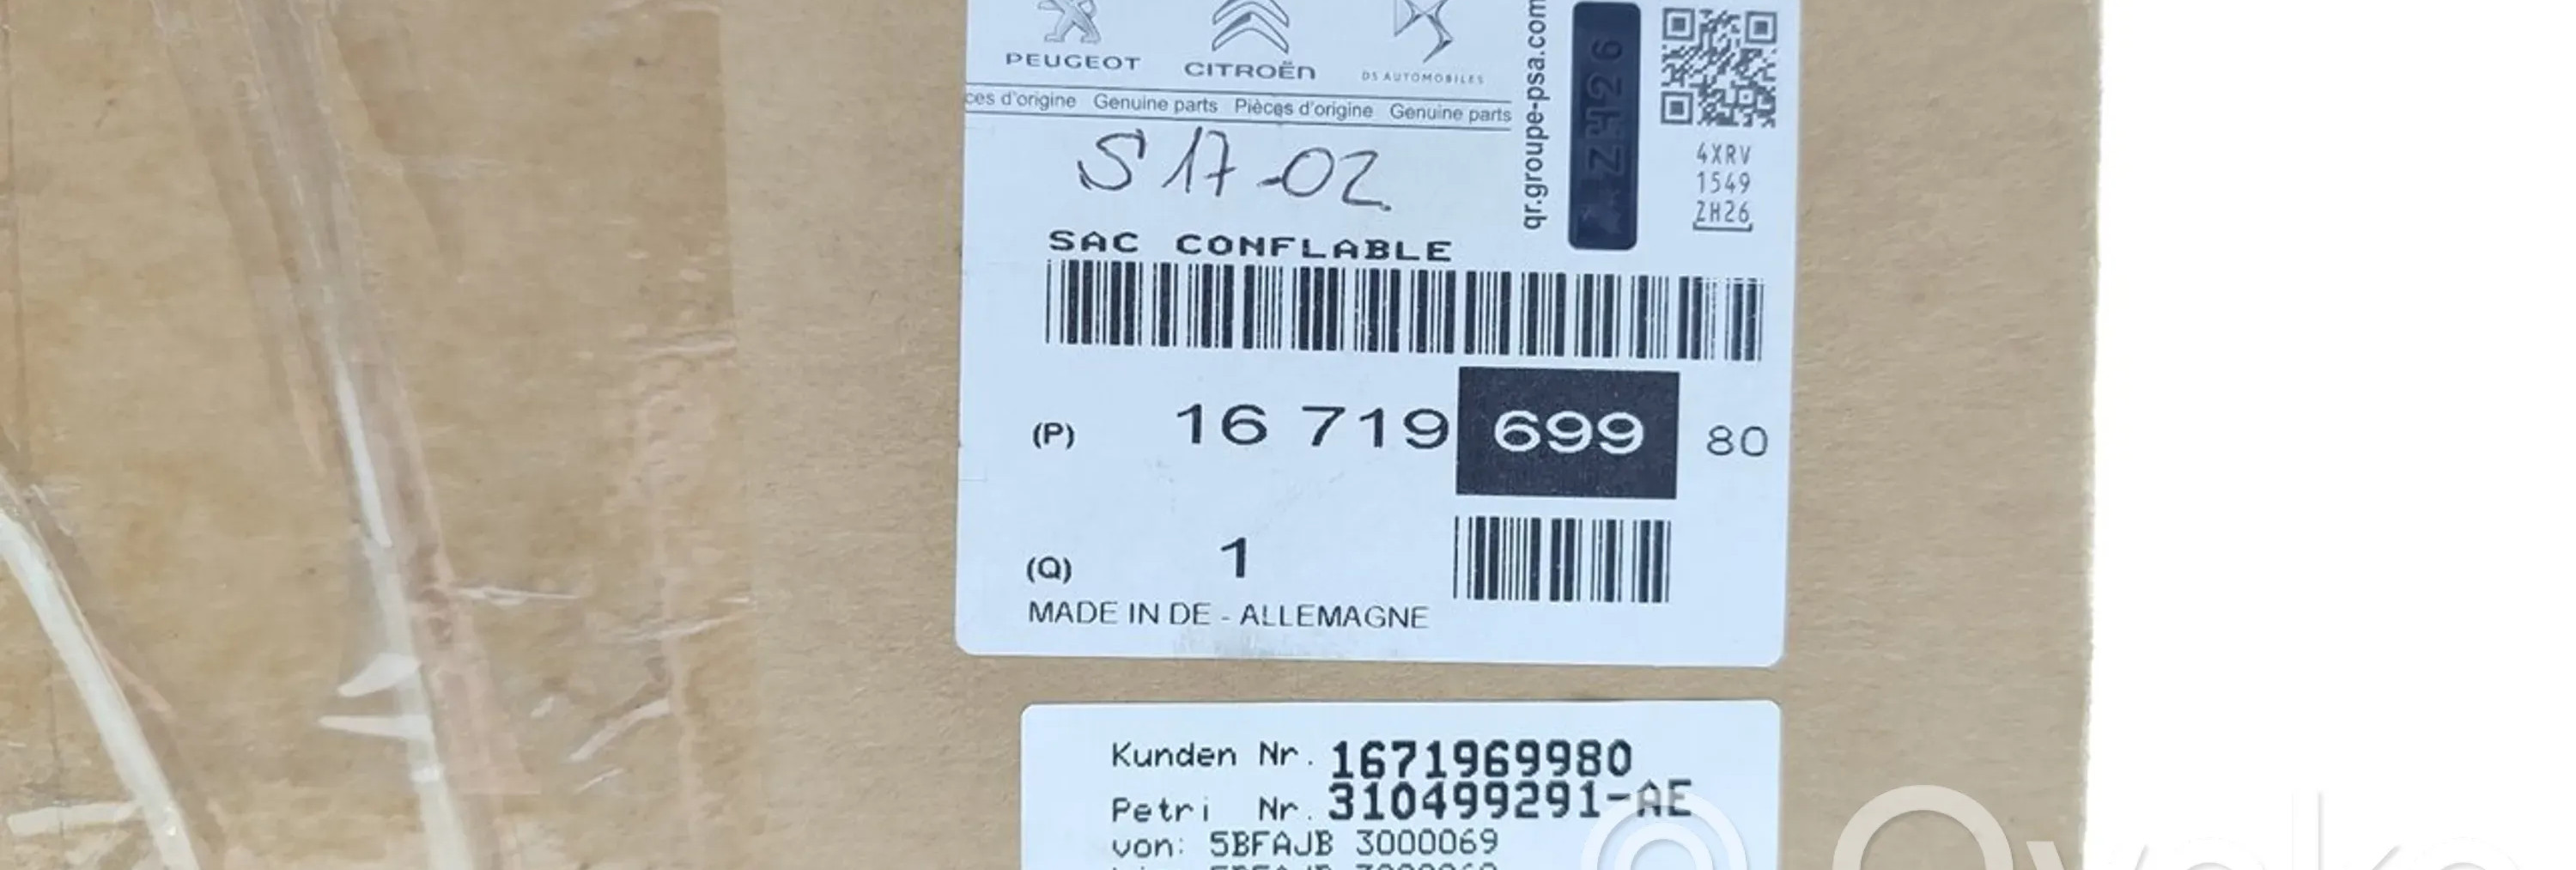 PEUGEOT CITROËN DS AUTOMOBILES
ces d'origine Genuine parts Pièces d'origine Genuine parts
qr.groupe-psa.com
ZH26
4XRV
1549
ZH26
S 17-02
SAC CONFLABLE
(P) 16 719 699 80
(Q) 1
MADE IN DE - ALLEMAGNE
Kunden Nr. 1671969980
Petri Nr. 310499291-AE
von: 5BFAJB 3000069
Ovoko